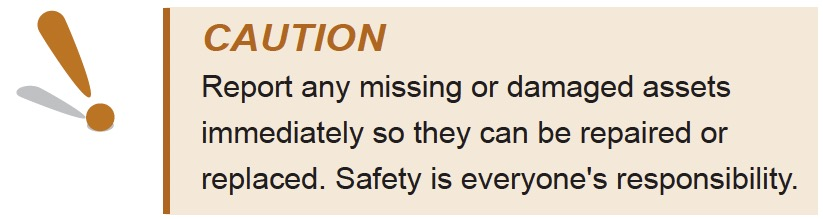 CAUTION
Report any missing or damaged assets
immediately so they can be repaired or
replaced. Safety is everyone's responsibility.